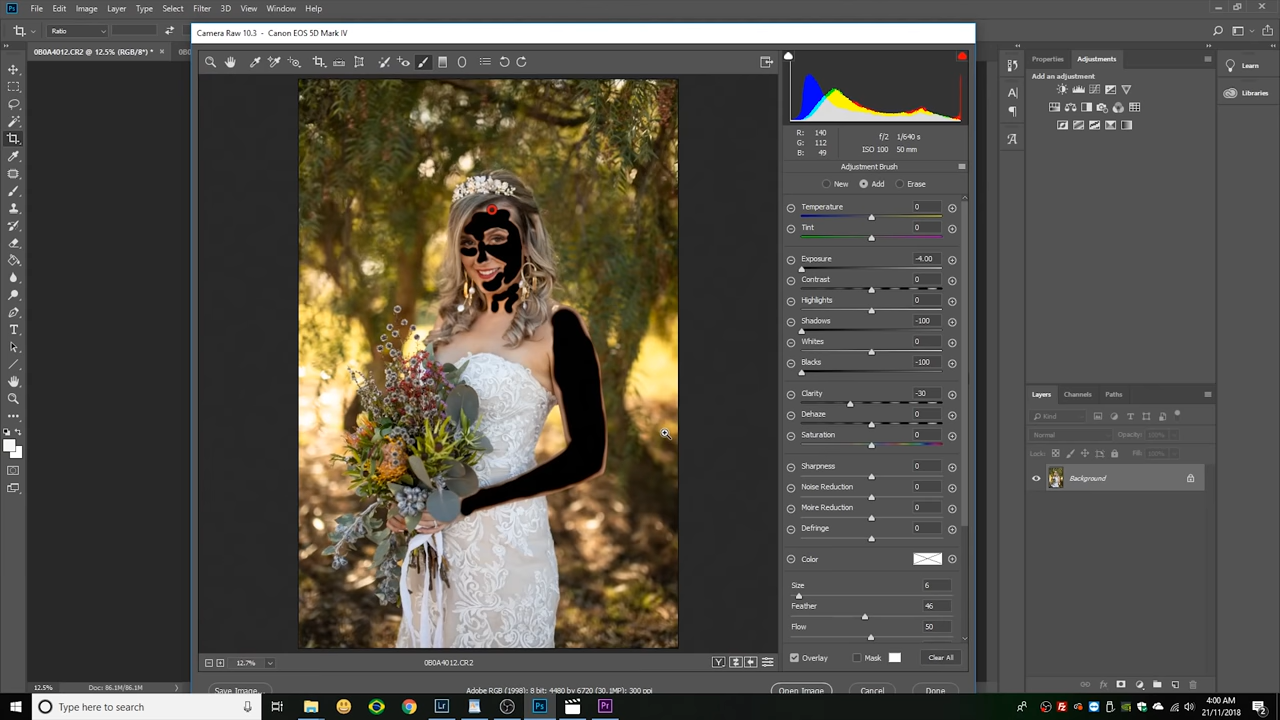 Ps File Edit Image Layer Type Select Filter 3D View Window Help
Camera Raw 10.3 - Canon EOS 5D Mark IV
Ratio
0B0A4012.CR2 @ 12.5% (RGB/8*) * ×
Properties Adjustments
Learn
Add an adjustment
Libraries
R: 140 f/2 1/640 s
G: 112 ISO 100 50 mm
B: 49
Adjustment Brush
New Add Erase
Temperature 0
Tint 0
Exposure -4.00
Contrast 0
Highlights 0
Shadows -100
Whites 0
Blacks -100
Clarity -30
Dehaze 0
Saturation 0
Sharpness 0
Noise Reduction 0
Moire Reduction 0
Defringe 0
Color
Size 6
Feather 46
Flow 50
Overlay Mask Clear All
Layers Channels Paths
Kind
Normal Opacity: 100%
Lock: Fill: 100%
Background
12.7% 0B0A4012.CR2 Y
12.5% Doc: 86.1M/86.1M
Save Image... Adobe RGB (1998); 8 bit; 4480 by 6720 (30.1MP); 300 ppi Open Image Cancel Done
Type here to search
Lr Ps Pr
4:00 AM
21/11/2018